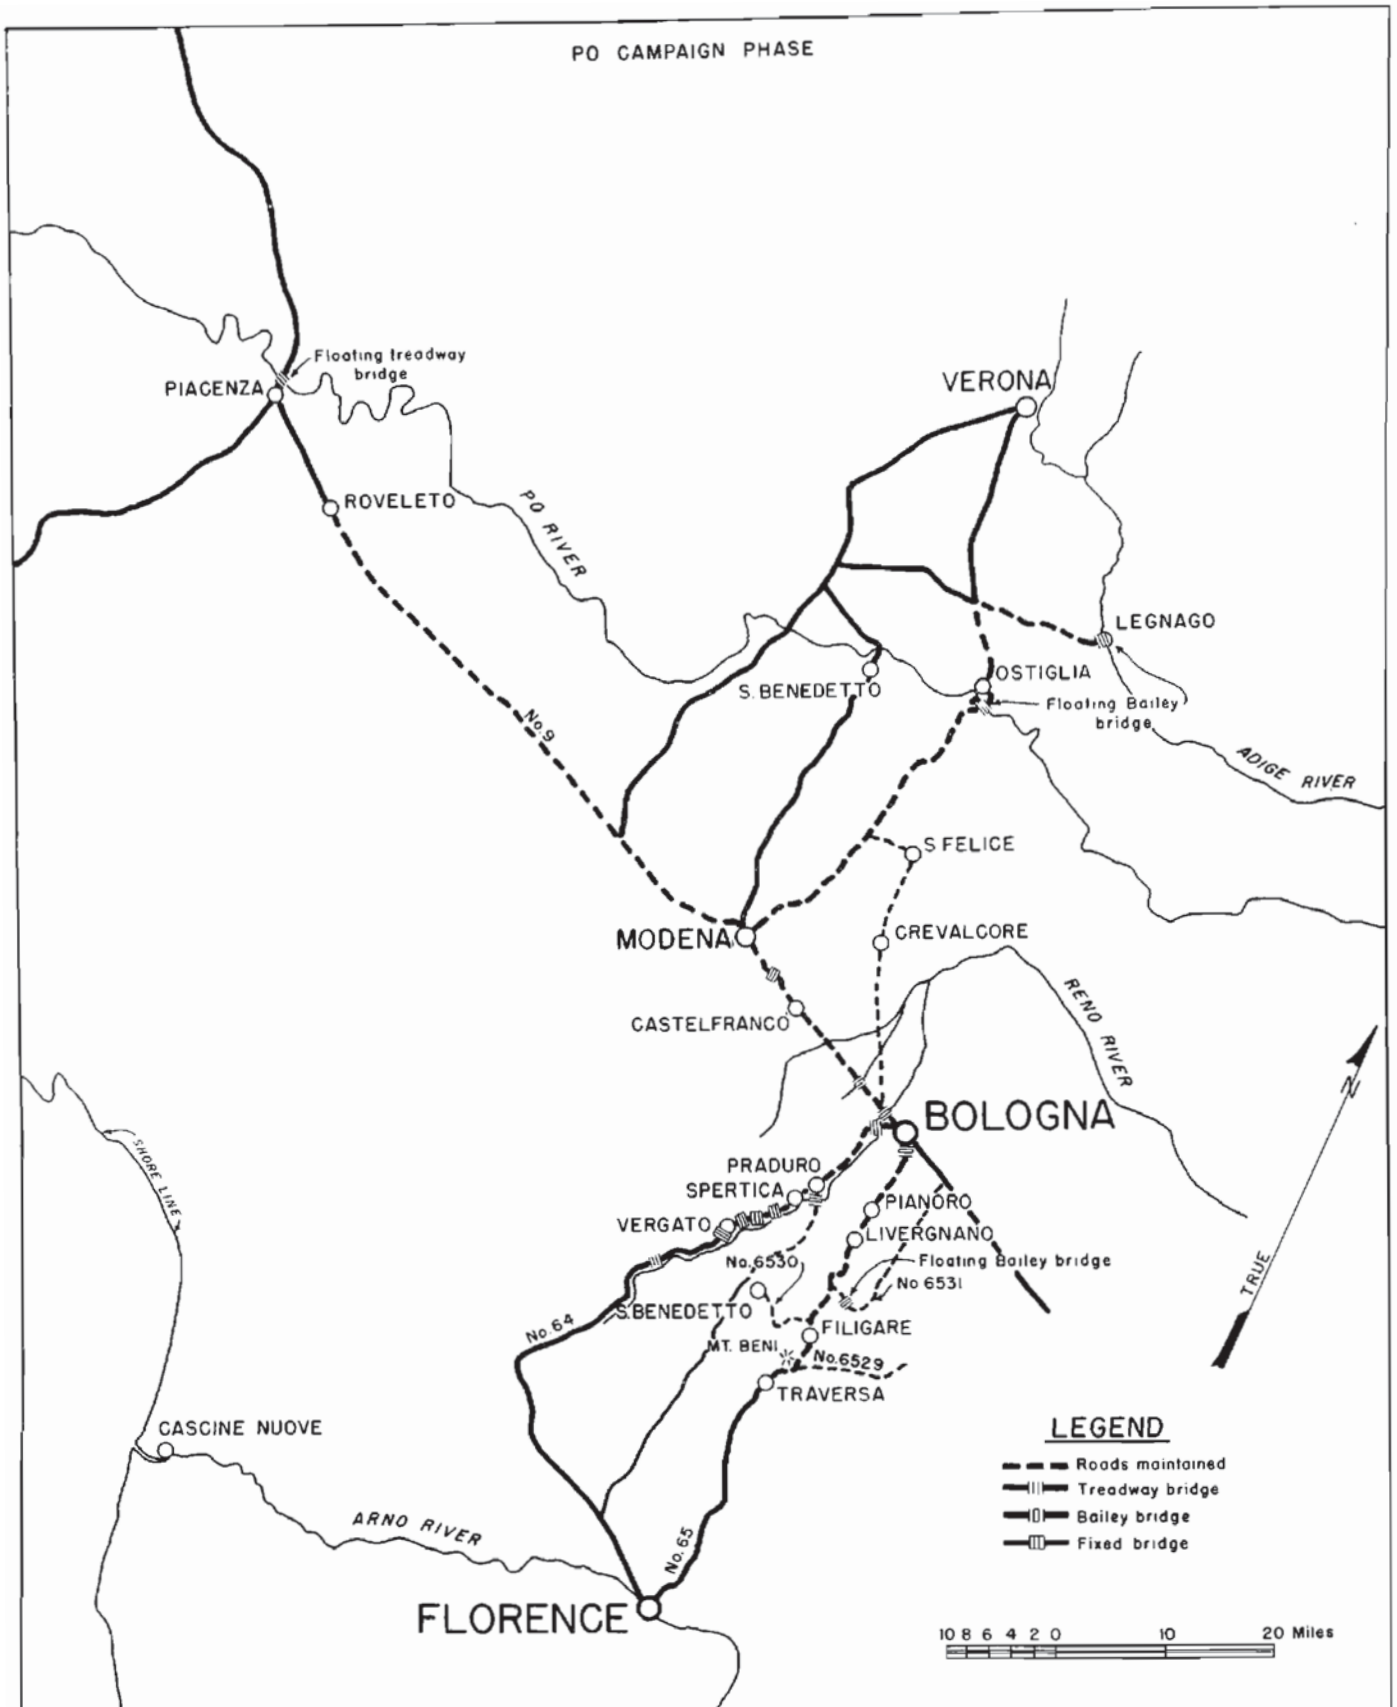 PO CAMPAIGN PHASE
Floating treadway
bridge
PIACENZA
VERONA
ROVELETO
PO RIVER
LEGNAGO
OSTIGLIA
S. BENEDETTO
Floating Bailey
bridge
No.9
ADIGE RIVER
S FELICE
MODENA
CREVALCORE
RENO RIVER
CASTELFRANCO
N
BOLOGNA
SHORE LINE
PRADURO
SPERTICA
PIANORO
VERGATO
LIVERGNANO
No.6530
Floating Bailey bridge
TRUE
No 6531
S.BENEDETTO
No.64
FILIGARE
MT. BENI
No.6529
TRAVERSA
CASCINE NUOVE
LEGEND
Roads maintained
Treadway bridge
Bailey bridge
Fixed bridge
ARNO RIVER
No.65
FLORENCE
10 8 6 4 2 0 10 20 Miles